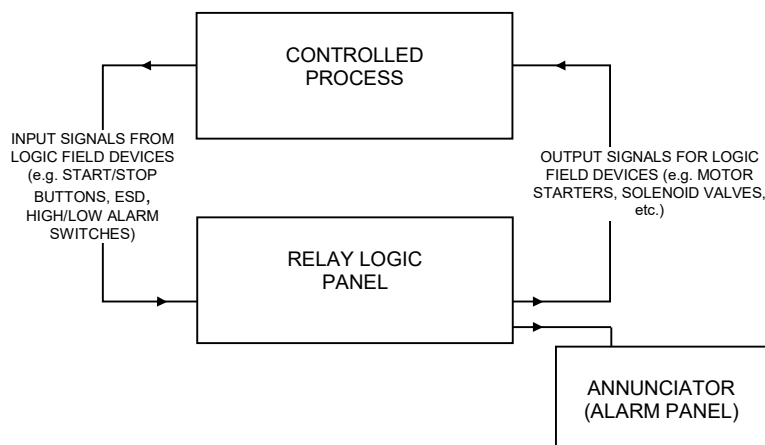 CONTROLLED
PROCESS
INPUT SIGNALS FROM
LOGIC FIELD DEVICES
(e.g. START/STOP
BUTTONS, ESD,
HIGH/LOW ALARM
SWITCHES)
OUTPUT SIGNALS FOR LOGIC
FIELD DEVICES (e.g. MOTOR
STARTERS, SOLENOID VALVES,
etc.)
RELAY LOGIC
PANEL
ANNUNCIATOR
(ALARM PANEL)